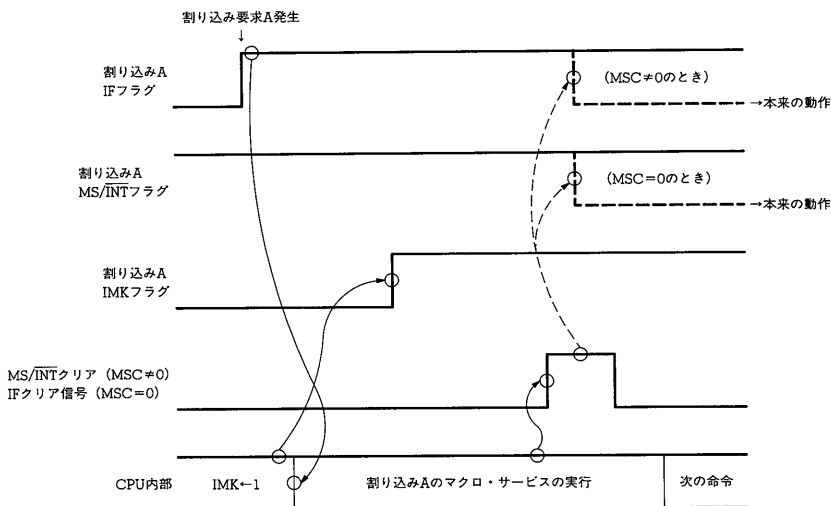 割り込み要求A発生
↓
割り込みA
IFフラグ
(MSC≠0のとき)
→本来の動作
割り込みA
MS/INTフラグ
(MSC=0のとき)
→本来の動作
割り込みA
IMKフラグ
MS/INTクリア (MSC≠0)
IFクリア信号 (MSC=0)
CPU内部 IMK←1 割り込みAのマクロ・サービスの実行 次の命令